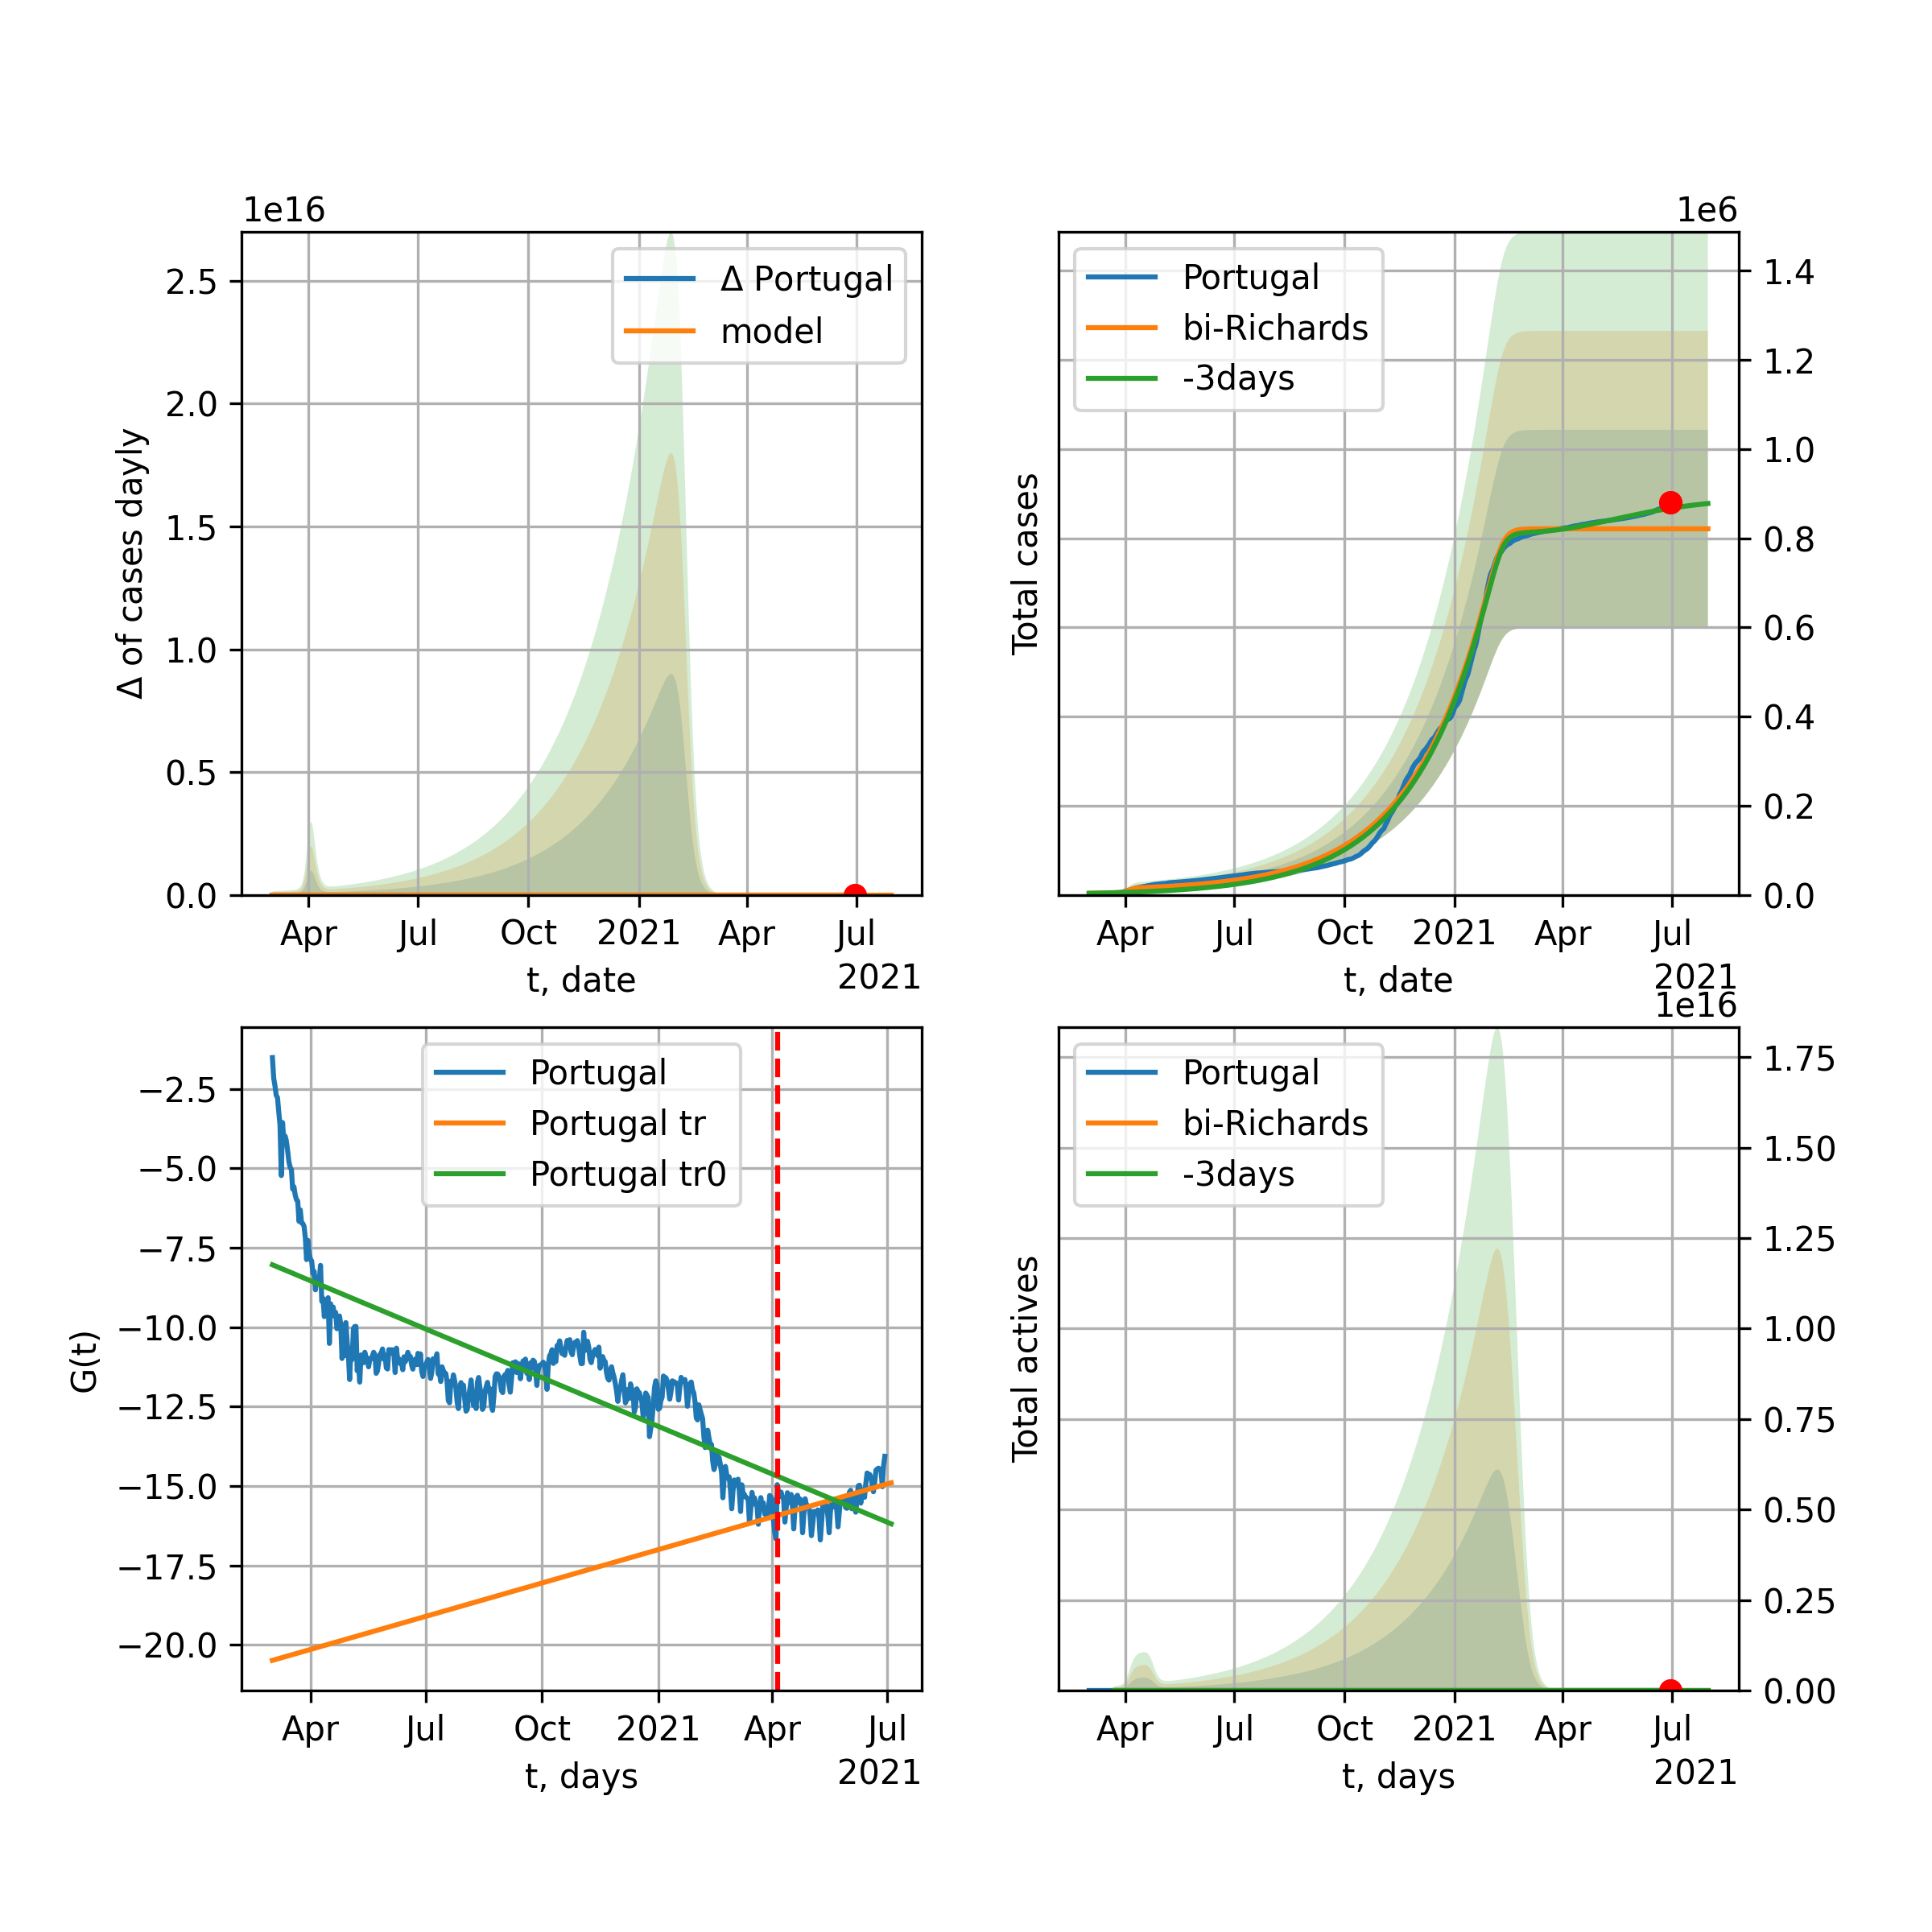 1e16
Δ of cases dayly
2.5
2.0
1.5
1.0
0.5
0.0
Δ Portugal
model
Apr Jul Oct 2021 Apr Jul
2021
t, date
1e6
Total cases
Portugal
bi-Richards
-3days
1.4
1.2
1.0
0.8
0.6
0.4
0.2
0.0
Apr Jul Oct 2021 Apr Jul
2021
t, date
G(t)
−2.5
−5.0
−7.5
−10.0
−12.5
−15.0
−17.5
−20.0
Portugal
Portugal tr
Portugal tr0
Apr Jul Oct 2021 Apr Jul
2021
t, days
1e16
Total actives
Portugal
bi-Richards
-3days
1.75
1.50
1.25
1.00
0.75
0.50
0.25
0.00
Apr Jul Oct 2021 Apr Jul
2021
t, days